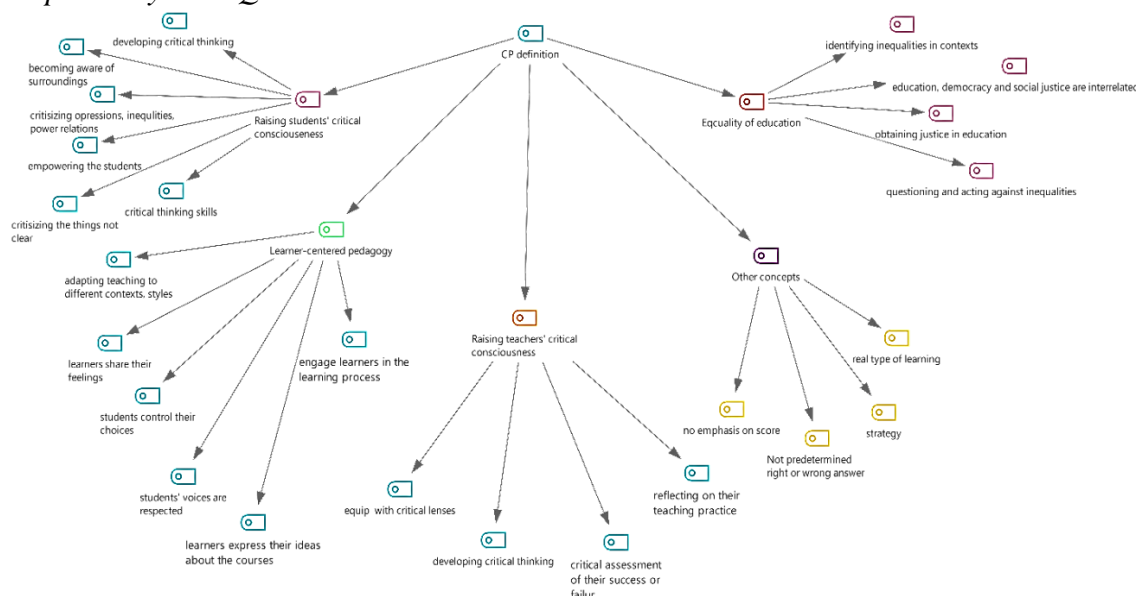 developing critical thinking
becoming aware of
surroundings
critisizing opressions, inequlities,
power relations
empowering the students
critisizing the things not
clear
critical thinking skills
Raising students' critical
consciouseness
CP definition
Eqcuality of education
identifying inequalities in contexts
education, democracy and social justice are interrelated
obtaining justice in education
questioning and acting against inequalities
Learner-centered pedagogy
adapting teaching to
different contexts, styles
learners share their
feelings
students control their
choices
students' voices are
respected
learners express their ideas
about the courses
engage learners in the
learning process
Raising teachers' critical
consciousness
equip with critical lenses
developing critical thinking
critical assessment
of their success or
failur
reflecting on their
teaching practice
Other concepts
no emphasis on score
Not predetermined
right or wrong answer
strategy
real type of learning